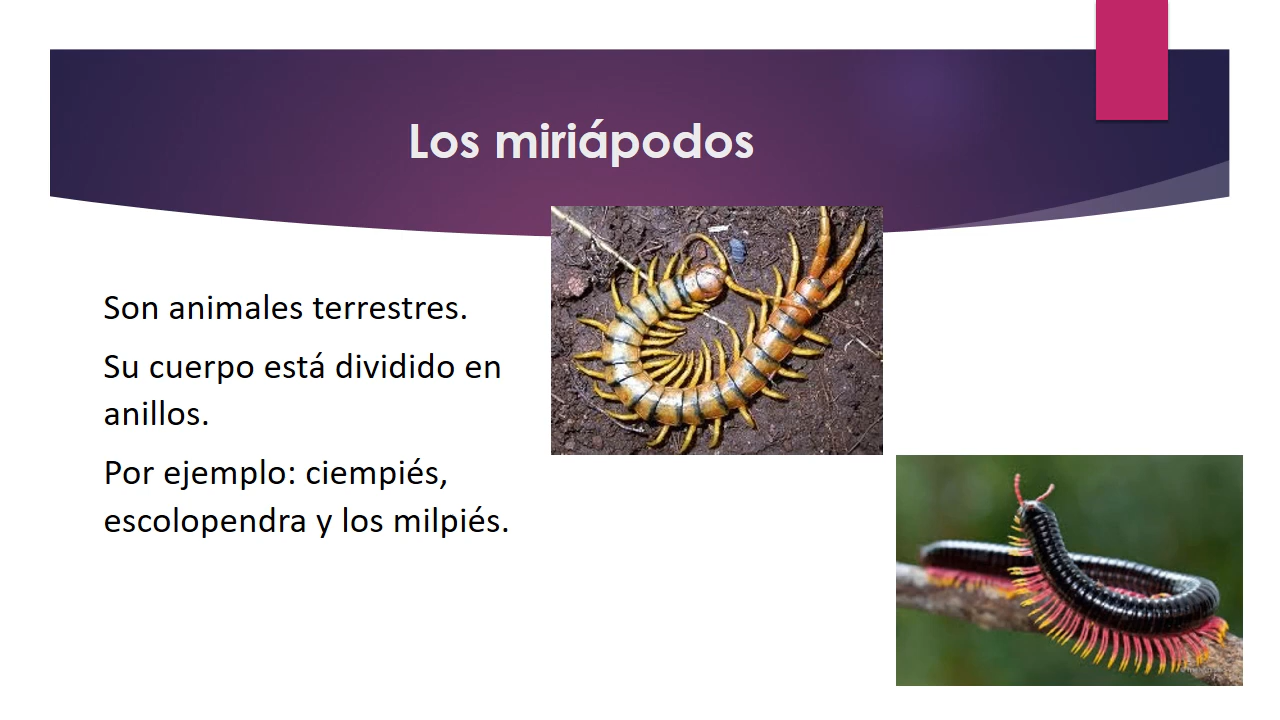 Los miriápodos
Son animales terrestres.
Su cuerpo está dividido en
anillos.
Por ejemplo: ciempiés,
escolopendra y los milpiés.